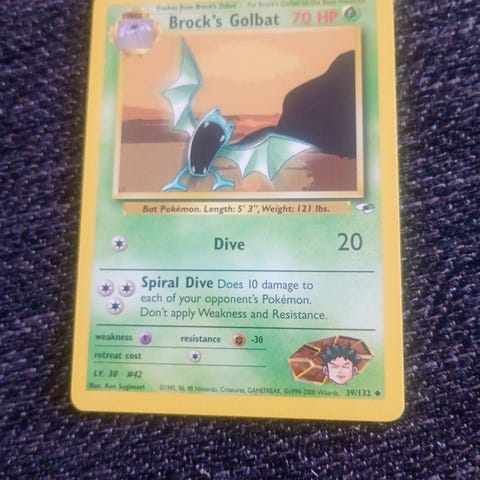 STAGE 1
Evolves from Brock's Zubat Put Brock's Golbat on the Basic Pokémon
Brock's Golbat 70 HP
Bat Pokémon. Length: 5' 3", Weight: 121 lbs.
Dive 20
Spiral Dive Does 10 damage to
each of your opponent's Pokémon.
Don't apply Weakness and Resistance.
weakness resistance -30
retreat cost
LV. 30 #42
Illus. Ken Sugimori ©1995, 96, 98 Nintendo, Creatures, GAMEFREAK. ©1999-2000 Wizards. 39/132